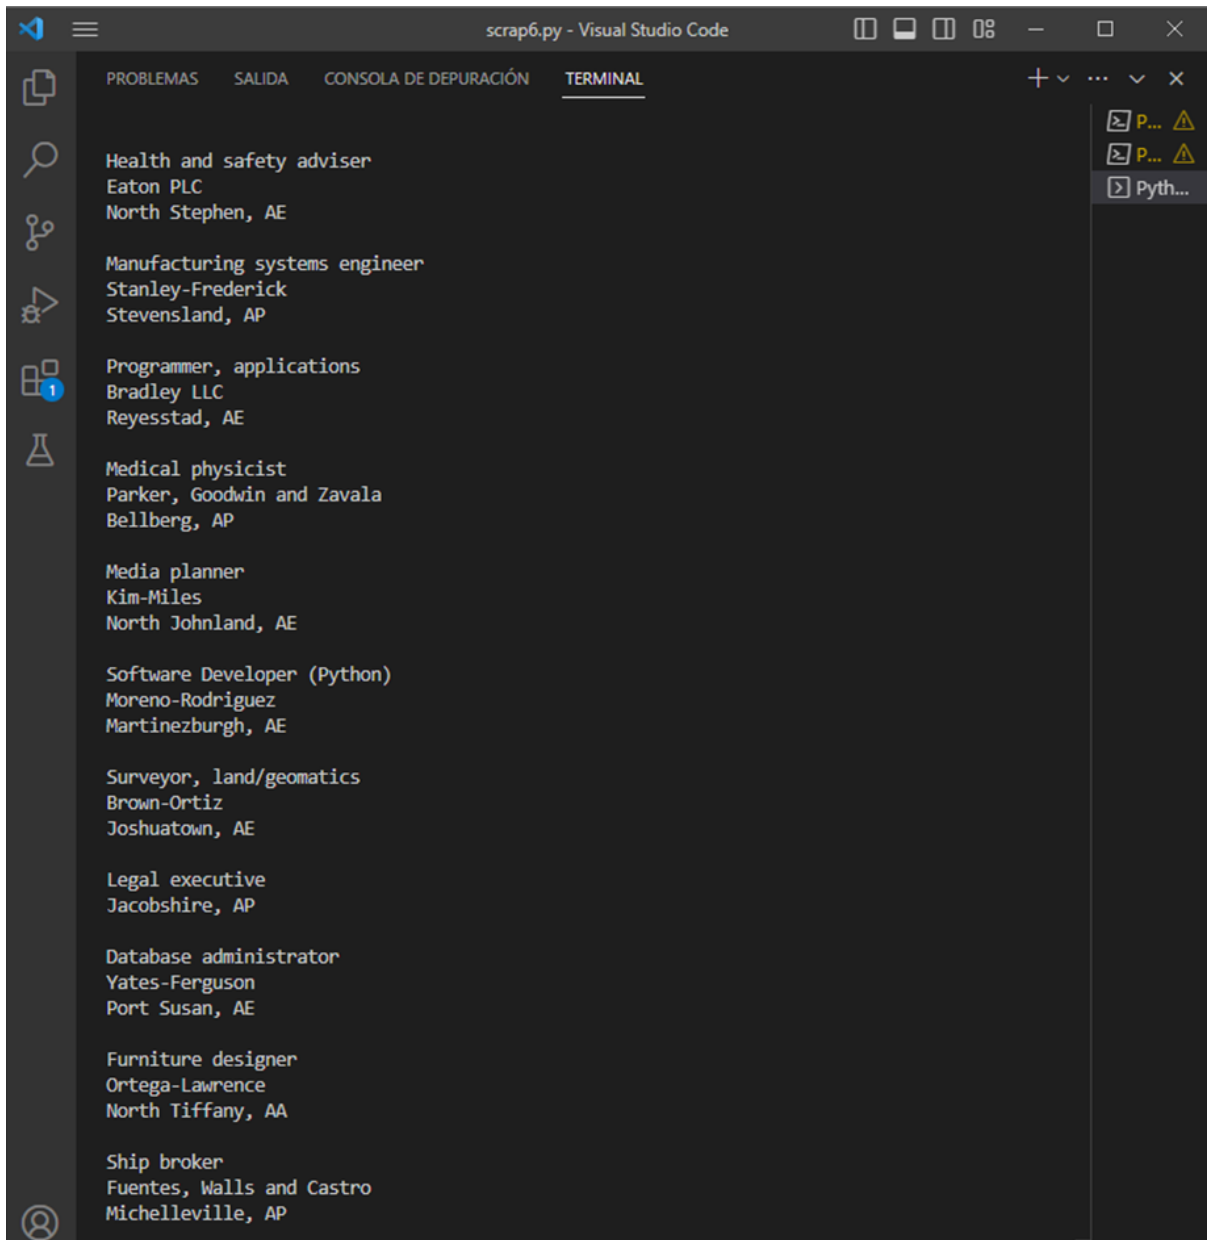 scrap6.py - Visual Studio Code
PROBLEMAS SALIDA CONSOLA DE DEPURACIÓN TERMINAL
P...
P...
Pyth...
1
Health and safety adviser
Eaton PLC
North Stephen, AE
Manufacturing systems engineer
Stanley-Frederick
Stevensland, AP
Programmer, applications
Bradley LLC
Reyesstad, AE
Medical physicist
Parker, Goodwin and Zavala
Bellberg, AP
Media planner
Kim-Miles
North Johnland, AE
Software Developer (Python)
Moreno-Rodriguez
Martinezburgh, AE
Surveyor, land/geomatics
Brown-Ortiz
Joshuatown, AE
Legal executive
Jacobshire, AP
Database administrator
Yates-Ferguson
Port Susan, AE
Furniture designer
Ortega-Lawrence
North Tiffany, AA
Ship broker
Fuentes, Walls and Castro
Michelleville, AP